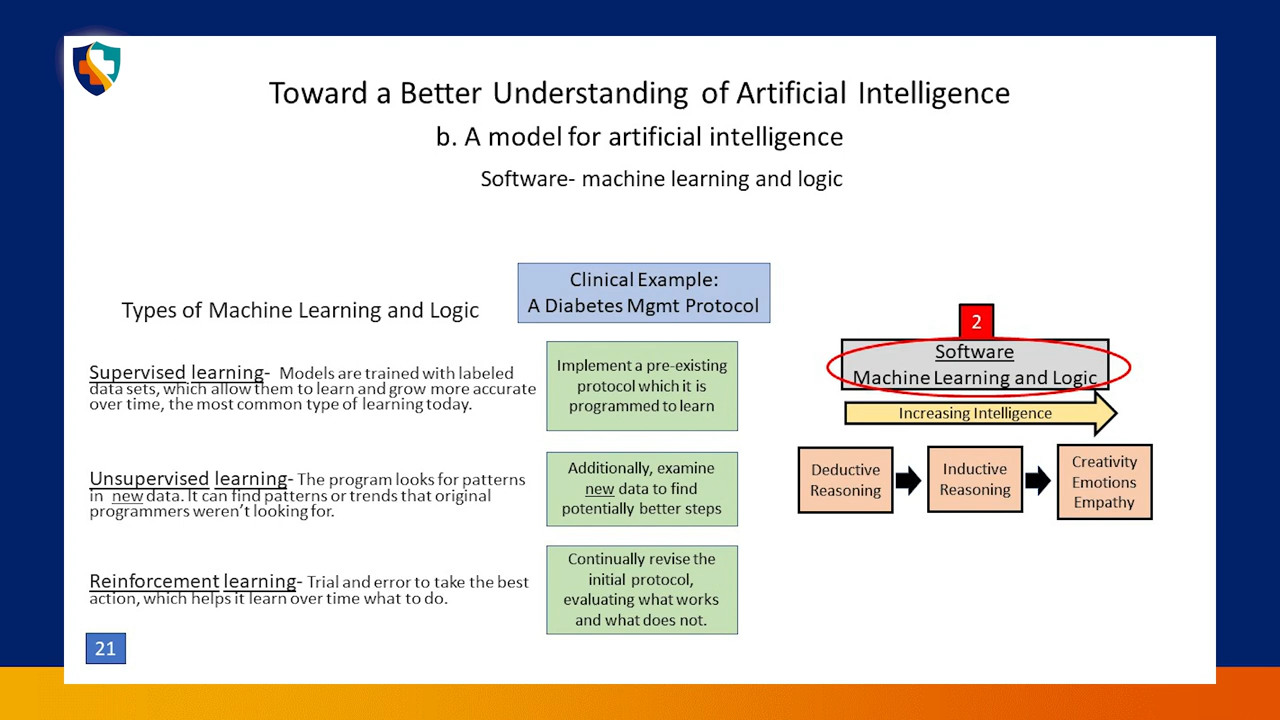 Toward a Better Understanding of Artificial Intelligence
b. A model for artificial intelligence
Software- machine learning and logic
Types of Machine Learning and Logic
Clinical Example:
A Diabetes Mgmt Protocol
Supervised learning- Models are trained with labeled
data sets, which allow them to learn and grow more accurate
over time, the most common type of learning today.
Implement a pre-existing
protocol which it is
programmed to learn
Unsupervised learning- The program looks for patterns
in new data. It can find patterns or trends that original
programmers weren't looking for.
Additionally, examine
new data to find
potentially better steps
Reinforcement learning- Trial and error to take the best
action, which helps it learn over time what to do.
Continually revise the
initial protocol,
evaluating what works
and what does not.
2
Software
Machine Learning and Logic
Increasing Intelligence
Deductive
Reasoning
Inductive
Reasoning
Creativity
Emotions
Empathy
21